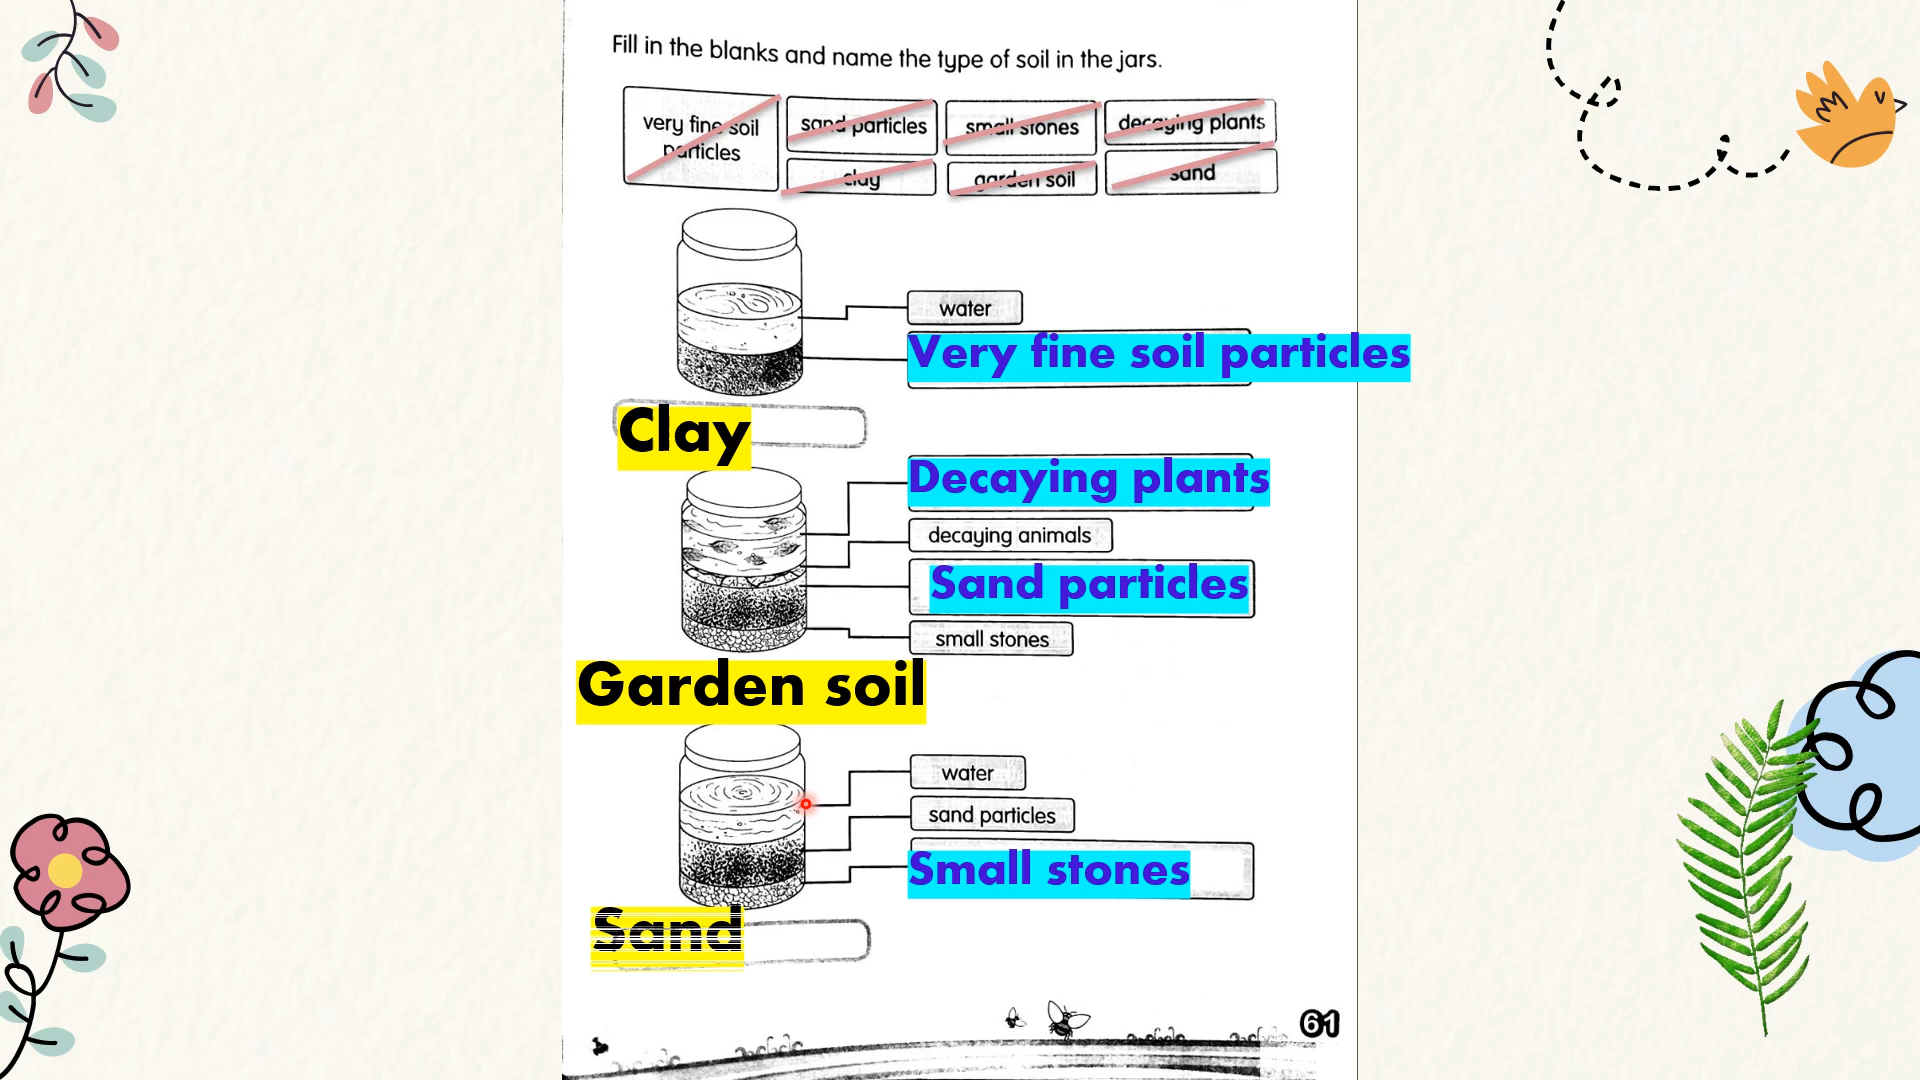 Fill in the blanks and name the type of soil in the jars.
very fine soil
particles
sand particles
small stones
decaying plants
clay
garden soil
sand
water
Very fine soil particles
Clay
Decaying plants
decaying animals
Sand particles
small stones
Garden soil
water
sand particles
Small stones
Sand
61